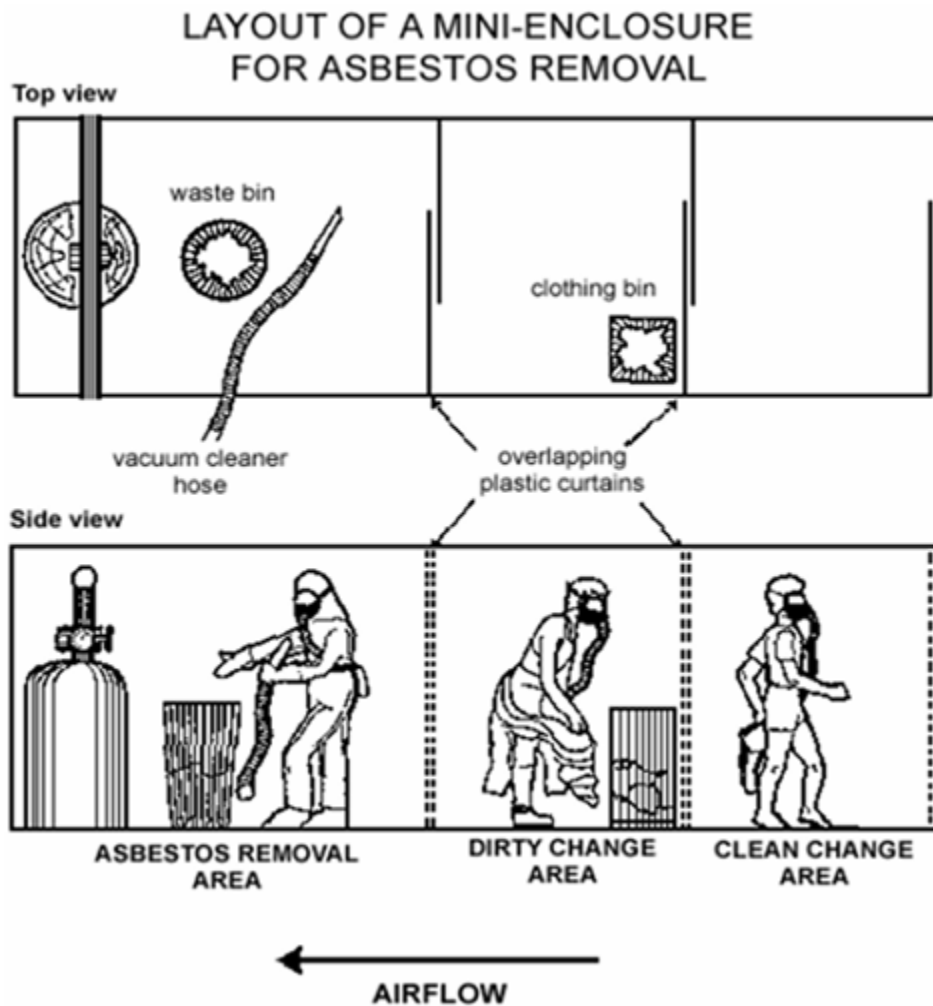 LAYOUT OF A MINI-ENCLOSURE
FOR ASBESTOS REMOVAL
Top view
waste bin
clothing bin
vacuum cleaner
hose
overlapping
plastic curtains
Side view
ASBESTOS REMOVAL
AREA
DIRTY CHANGE
AREA
CLEAN CHANGE
AREA
AIRFLOW